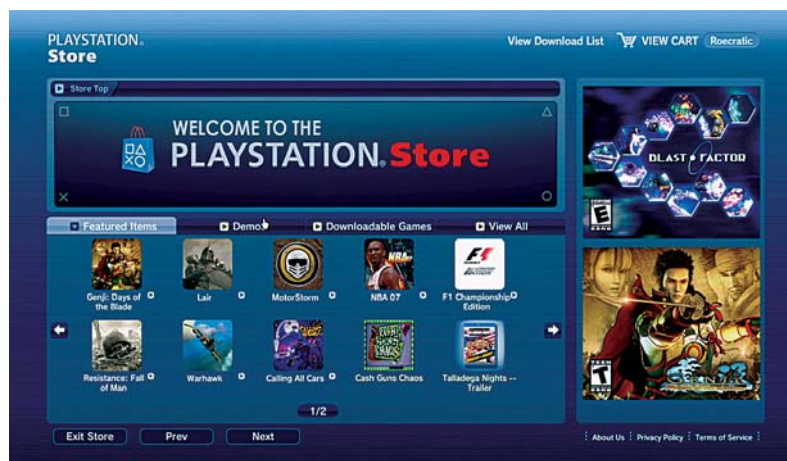 PLAYSTATION®
Store
View Download List
VIEW CART
Roecratic
Store Top
WELCOME TO THE
PLAYSTATION® Store
Featured Items
Demos
Downloadable Games
View All
Genji: Days of
the Blade
Lair
MotorStorm
NBA 07
F1 Championship
Edition
Resistance: Fall
of Man
Warhawk
Calling All Cars
Cash Guns Chaos
Talladega Nights --
Trailer
1/2
Exit Store
Prev
Next
BLAST FACTOR
E
TECH
T
About Us
Privacy Policy
Terms of Service